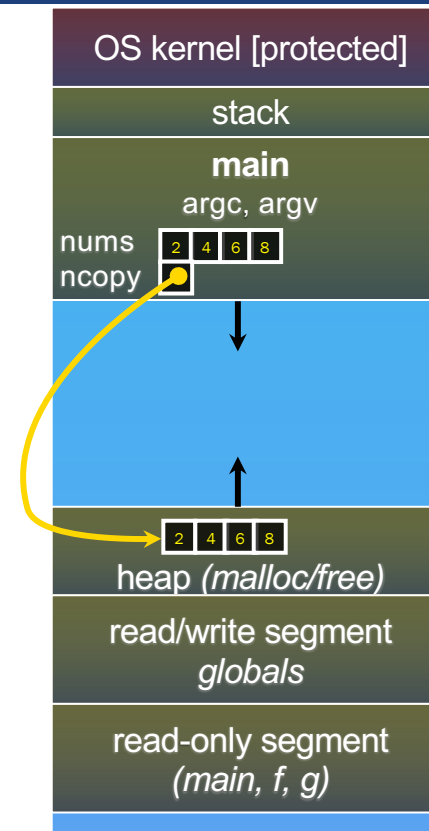 OS kernel [protected]
stack
main
argc, argv
nums 2 4 6 8
ncopy
2 4 6 8
heap (malloc/free)
read/write segment
globals
read-only segment
(main, f, g)